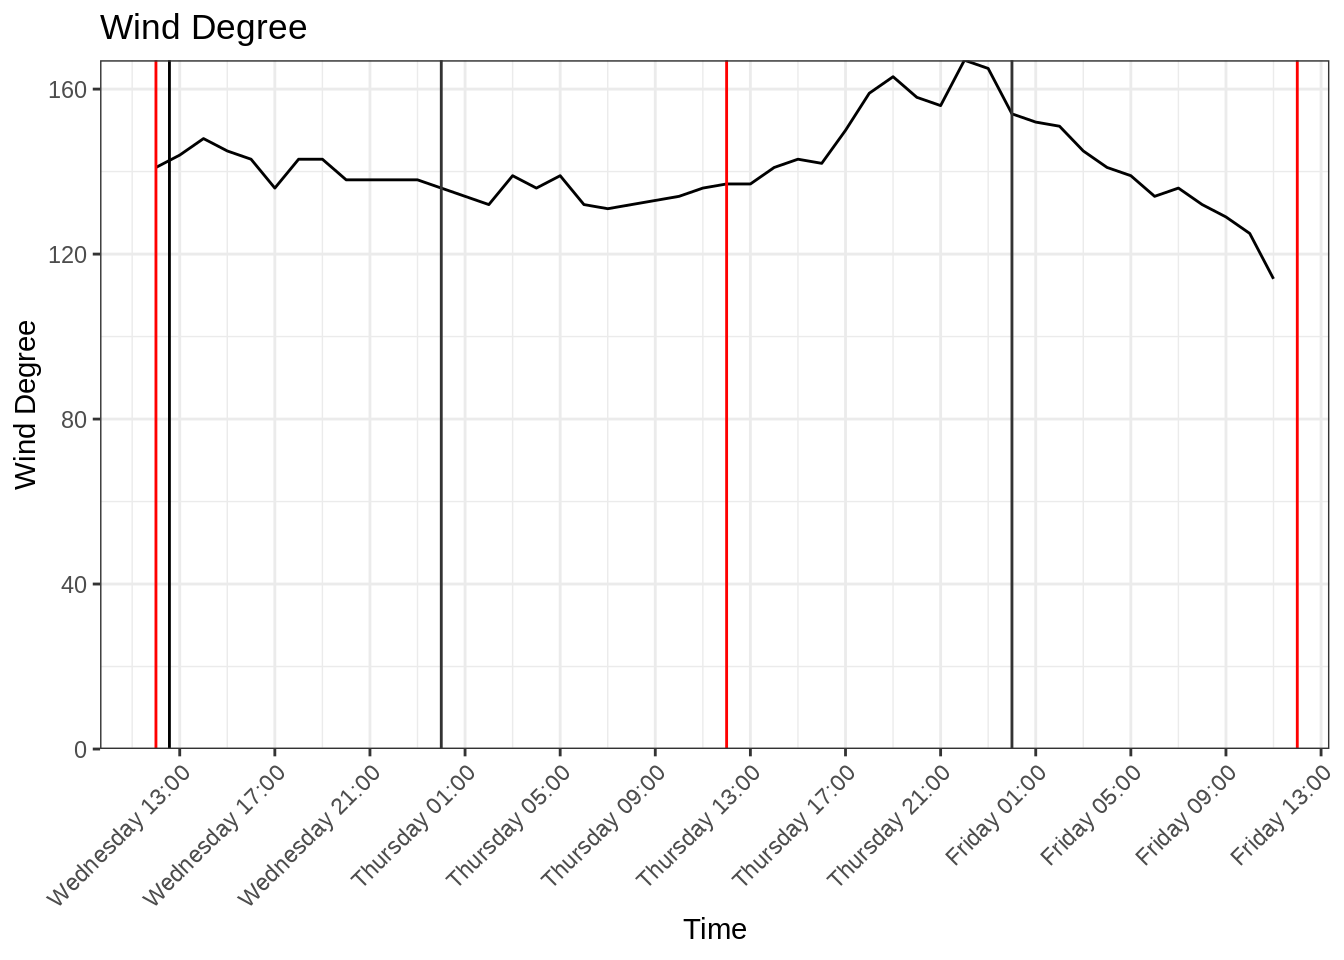 Wind Degree
Wind Degree
160
120
80
40
0
Wednesday 13:00
Wednesday 17:00
Wednesday 21:00
Thursday 01:00
Thursday 05:00
Thursday 09:00
Thursday 13:00
Thursday 17:00
Thursday 21:00
Friday 01:00
Friday 05:00
Friday 09:00
Friday 13:00
Time